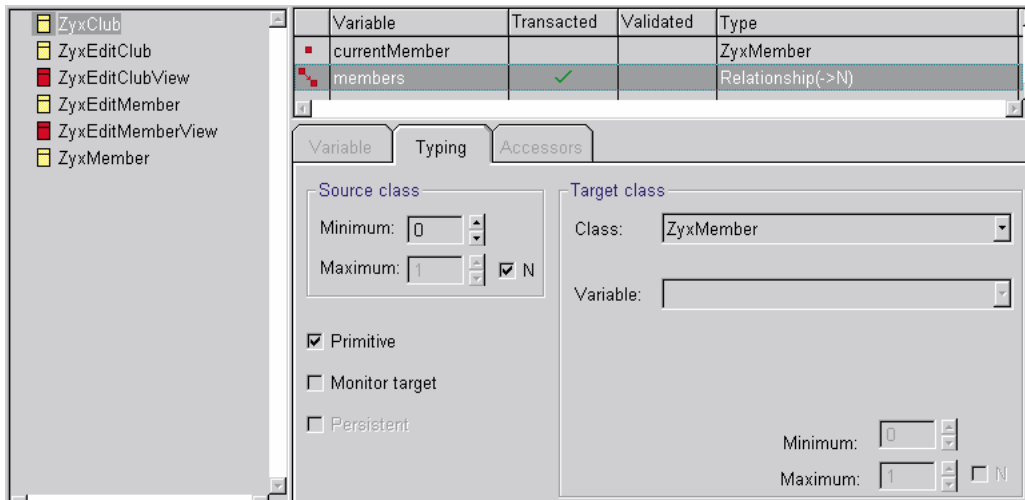 ZyxClub
ZyxEditClub
ZyxEditClubView
ZyxEditMember
ZyxEditMemberView
ZyxMember
Variable Transacted Validated Type
currentMember ZyxMember
members Relationship(->N)
Variable Typing Accessors
Source class
Minimum: 0
Maximum: 1 N
Primitive
Monitor target
Persistent
Target class
Class: ZyxMember
Variable:
Minimum: 0
Maximum: 1 N